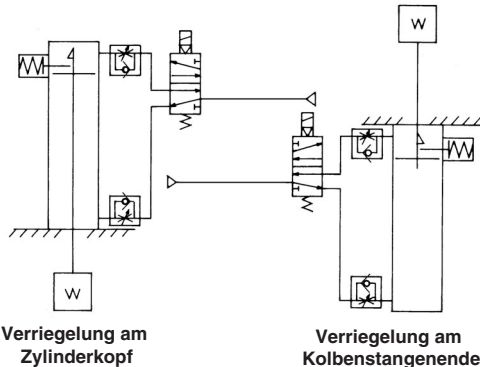 W
W
Verriegelung am
Zylinderkopf
Verriegelung am
Kolbenstangenende